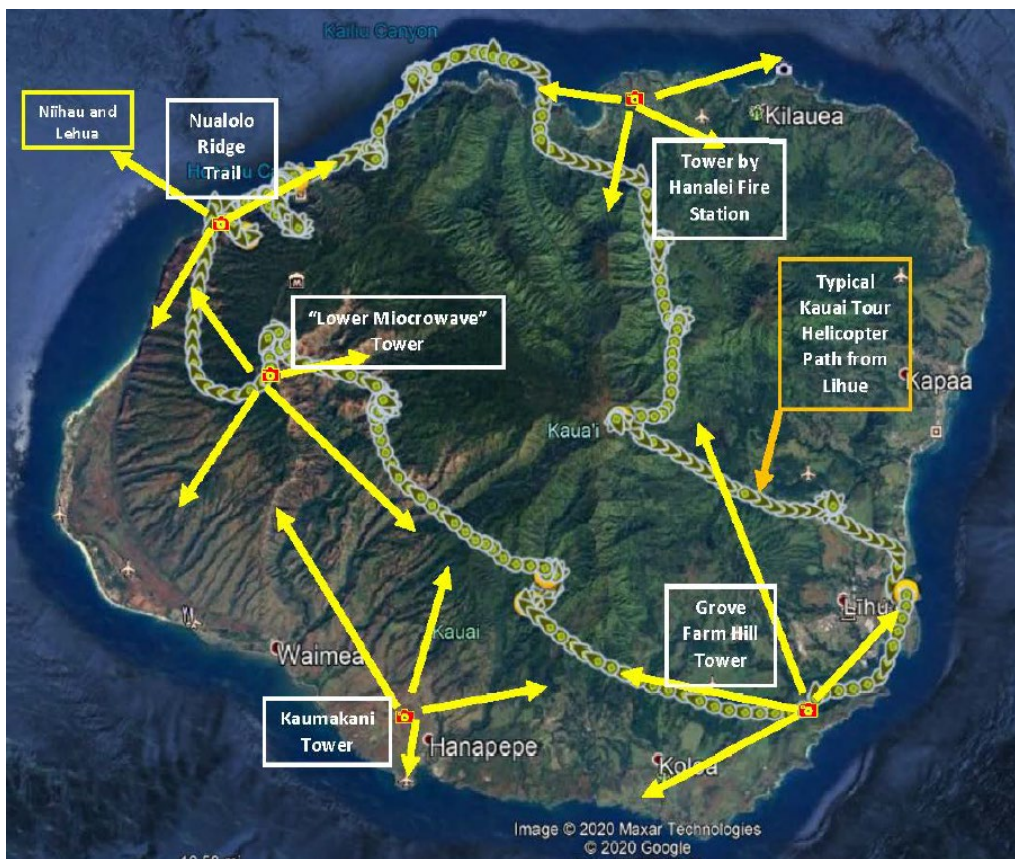 Kailiu Canyon
Niihau and
Lehua
Nualolo
Ridge
Trail
Kilauea
Tower by
Hanalei Fire
Station
Typical
Kauai Tour
Helicopter
Path from
Lihue
"Lower Miocrowave"
Tower
Kapaa
Kaua'i
Grove
Farm Hill
Tower
Līhu
Kauai
Waimea
Kaumakani
Tower
Hanapepe
Koloa
Image © 2020 Maxar Technologies
© 2020 Google